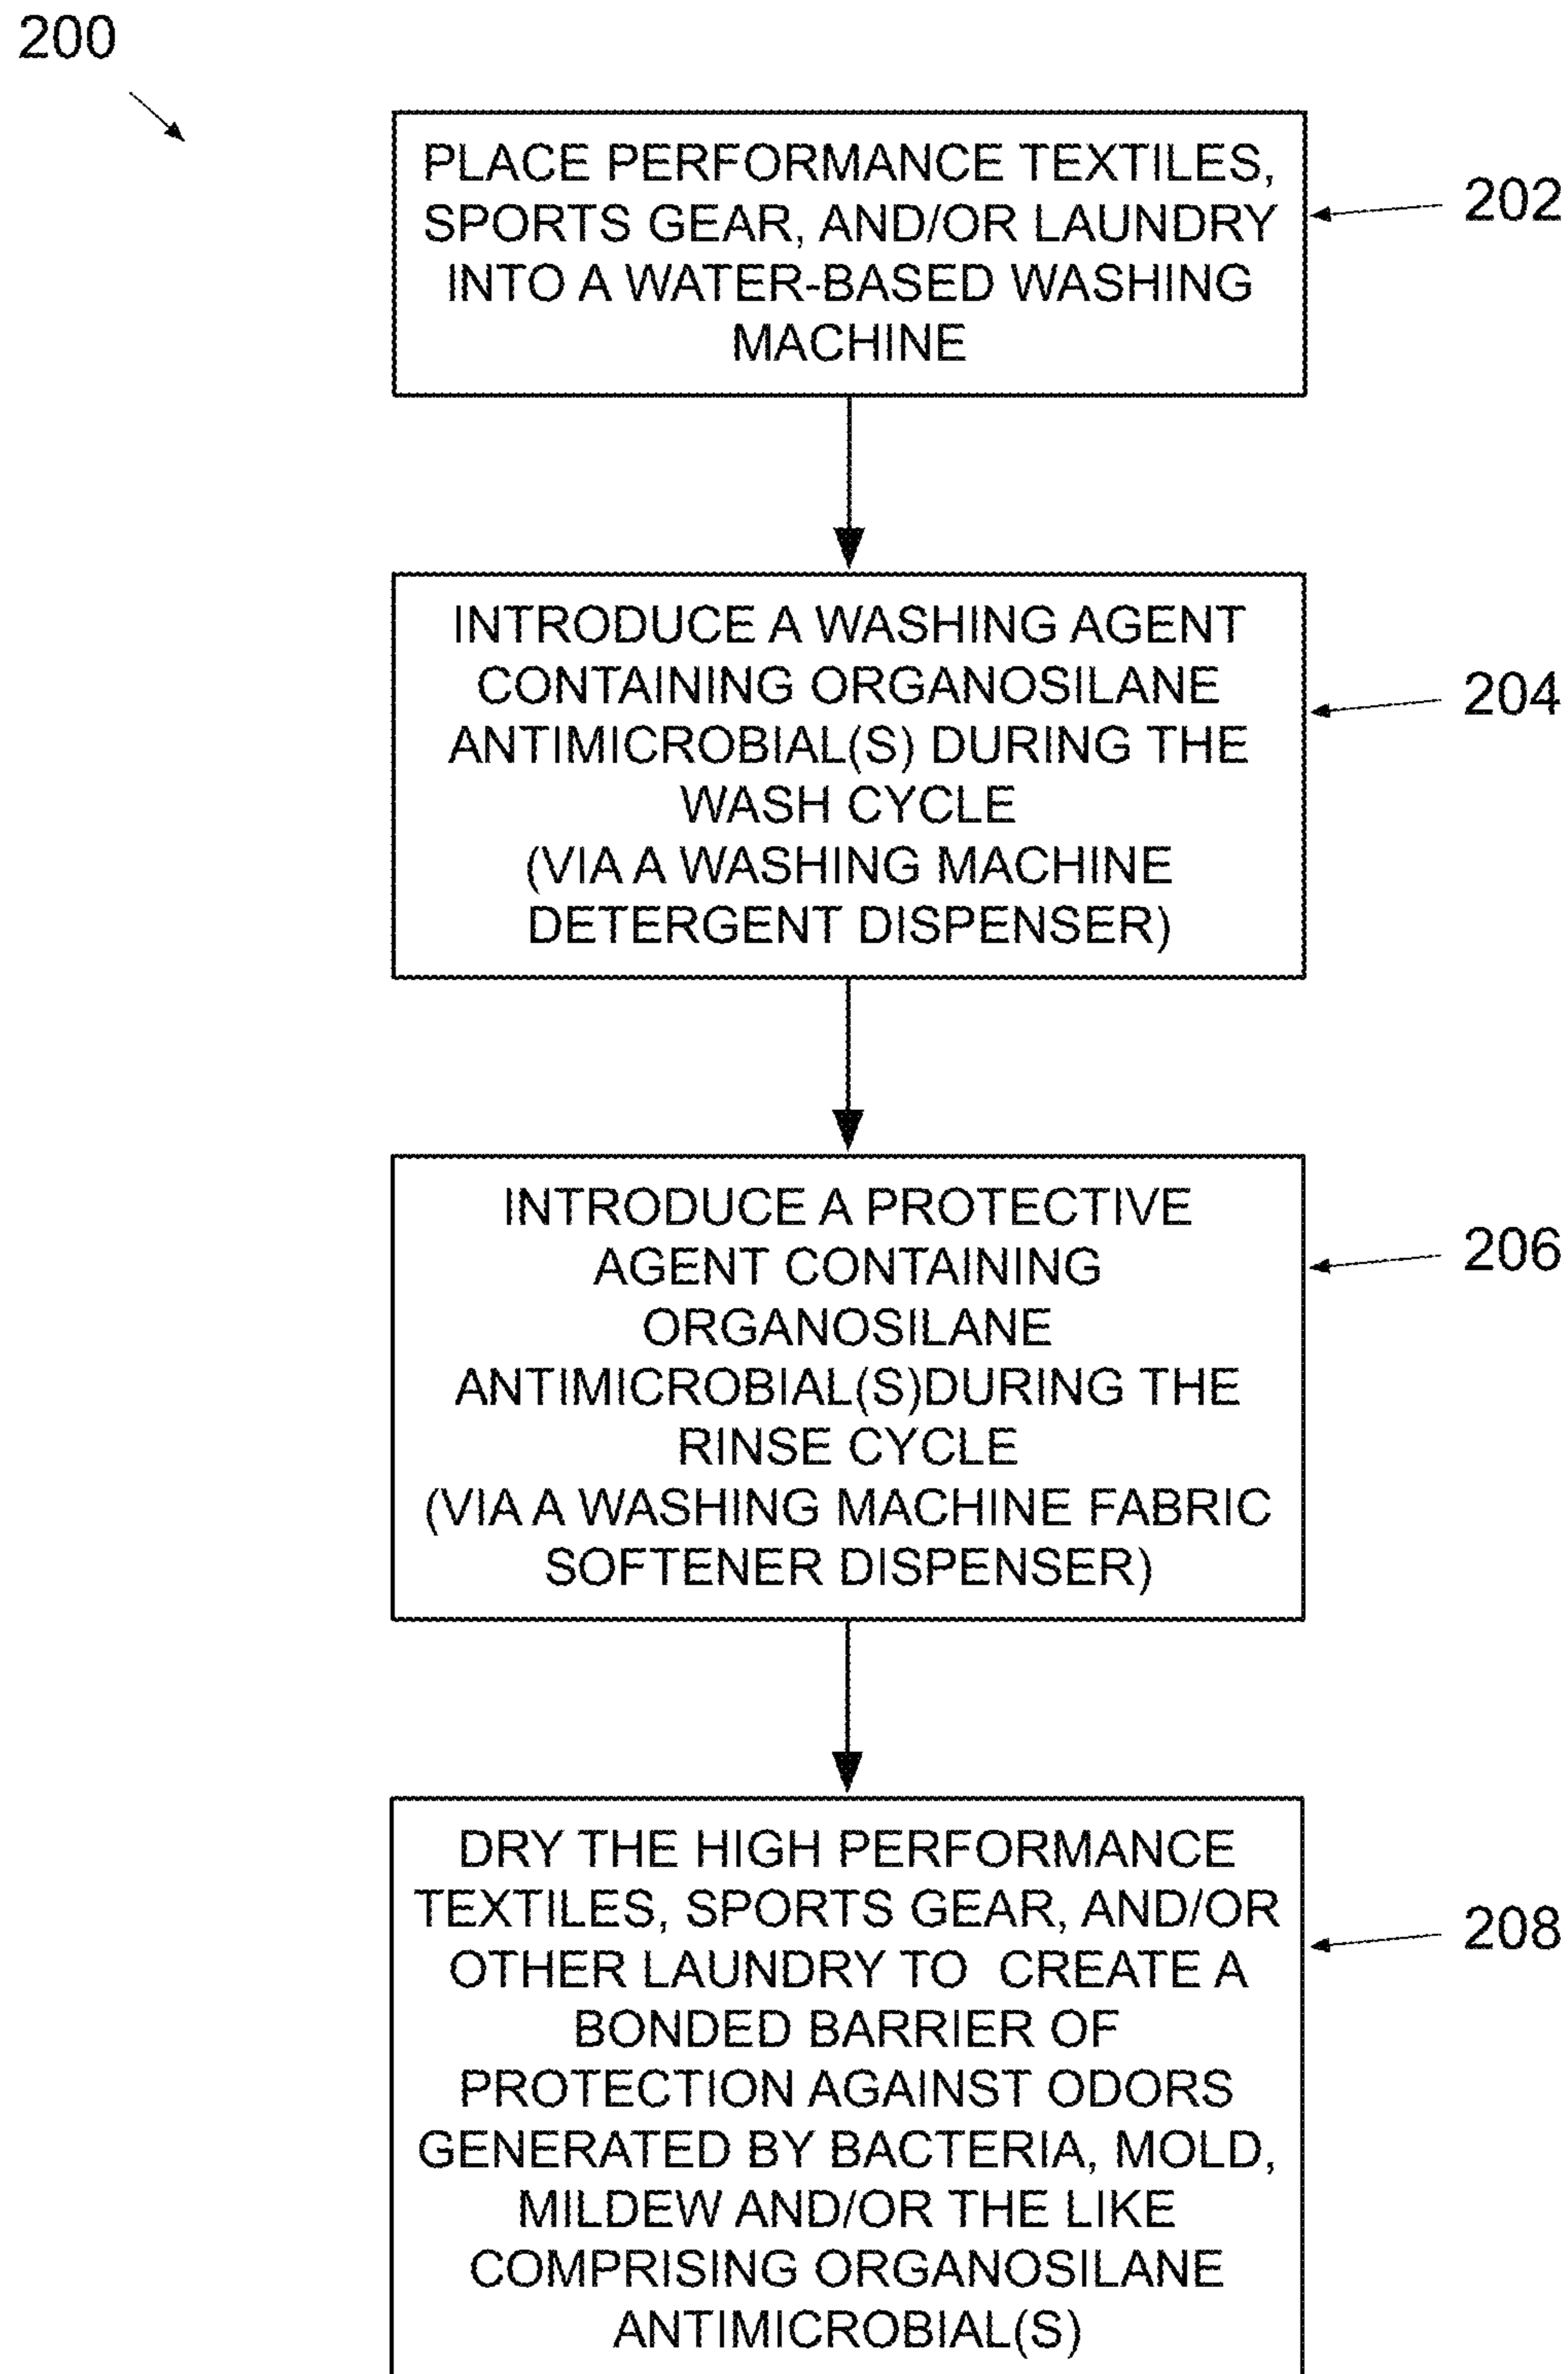 200
PLACE PERFORMANCE TEXTILES,
SPORTS GEAR, AND/OR LAUNDRY
INTO A WATER-BASED WASHING
MACHINE
202
INTRODUCE A WASHING AGENT
CONTAINING ORGANOSILANE
ANTIMICROBIAL(S) DURING THE
WASH CYCLE
(VIA A WASHING MACHINE
DETERGENT DISPENSER)
204
INTRODUCE A PROTECTIVE
AGENT CONTAINING
ORGANOSILANE
ANTIMICROBIAL(S)DURING THE
RINSE CYCLE
(VIA A WASHING MACHINE FABRIC
SOFTENER DISPENSER)
206
DRY THE HIGH PERFORMANCE
TEXTILES, SPORTS GEAR, AND/OR
OTHER LAUNDRY TO  CREATE A
BONDED BARRIER OF
PROTECTION AGAINST ODORS
GENERATED BY BACTERIA, MOLD,
MILDEW AND/OR THE LIKE
COMPRISING ORGANOSILANE
ANTIMICROBIAL(S)
208